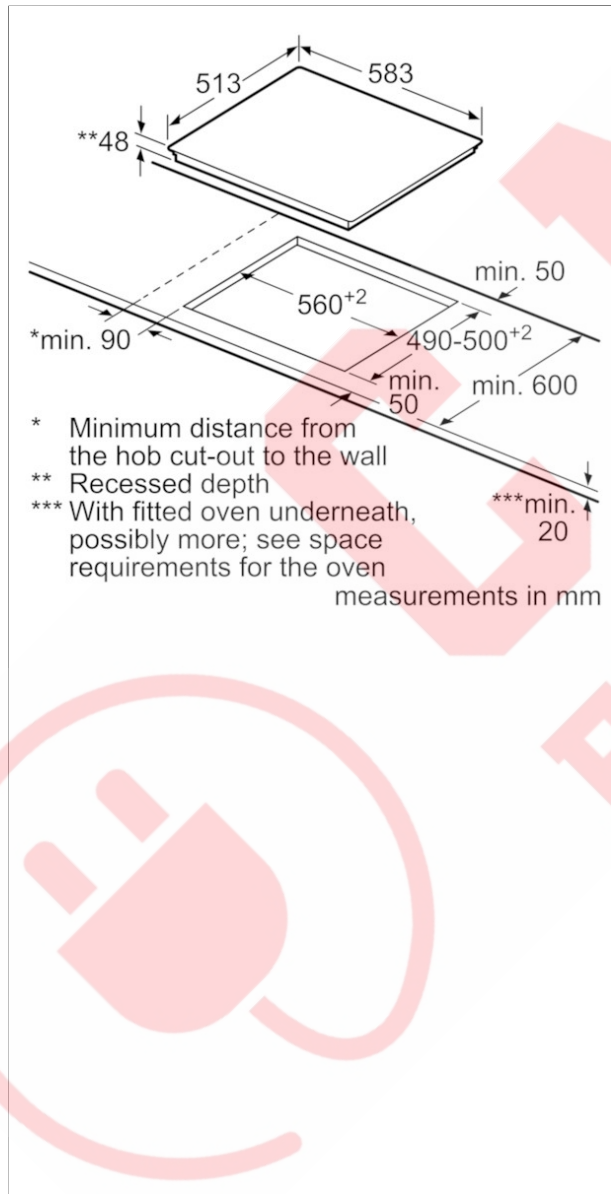 513
583
**48
min. 50
560+2
*min. 90
490-500+2
min.
50
min. 600
* Minimum distance from
the hob cut-out to the wall
** Recessed depth
*** With fitted oven underneath,
possibly more; see space
requirements for the oven
***min.
20
measurements in mm